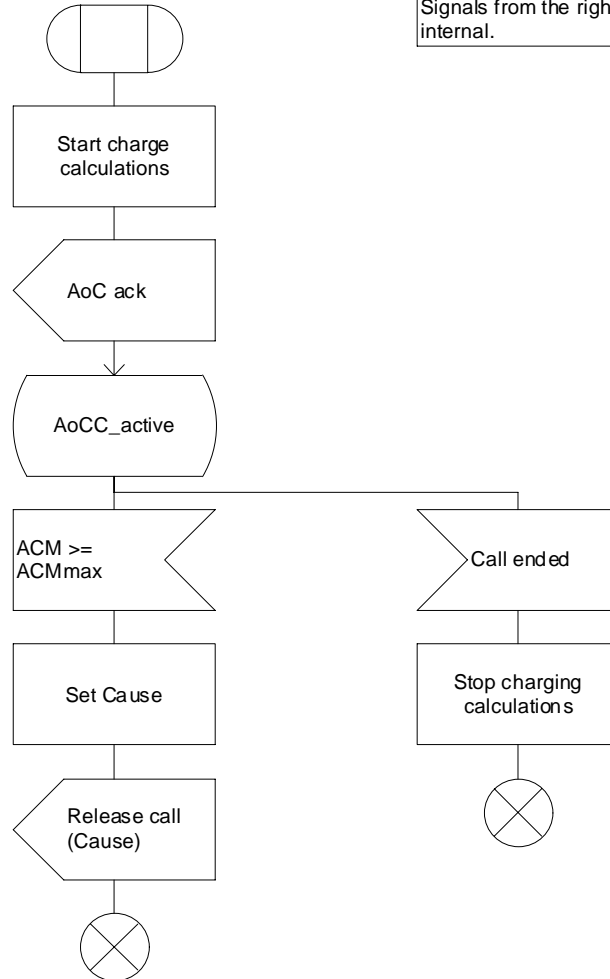 Signals from the righ
internal.
Start charge
calculations
AoC ack
AoCC_active
ACM >=
ACMmax
Call ended
Set Cause
Stop charging
calculations
Release call
(Cause)